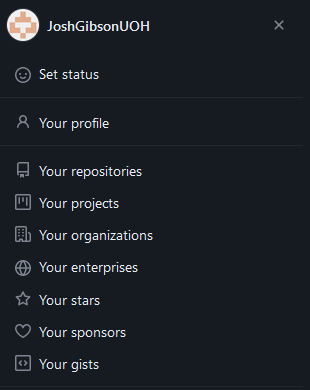 JoshGibsonUOH
Set status
Your profile
Your repositories
Your projects
Your organizations
Your enterprises
Your stars
Your sponsors
Your gists